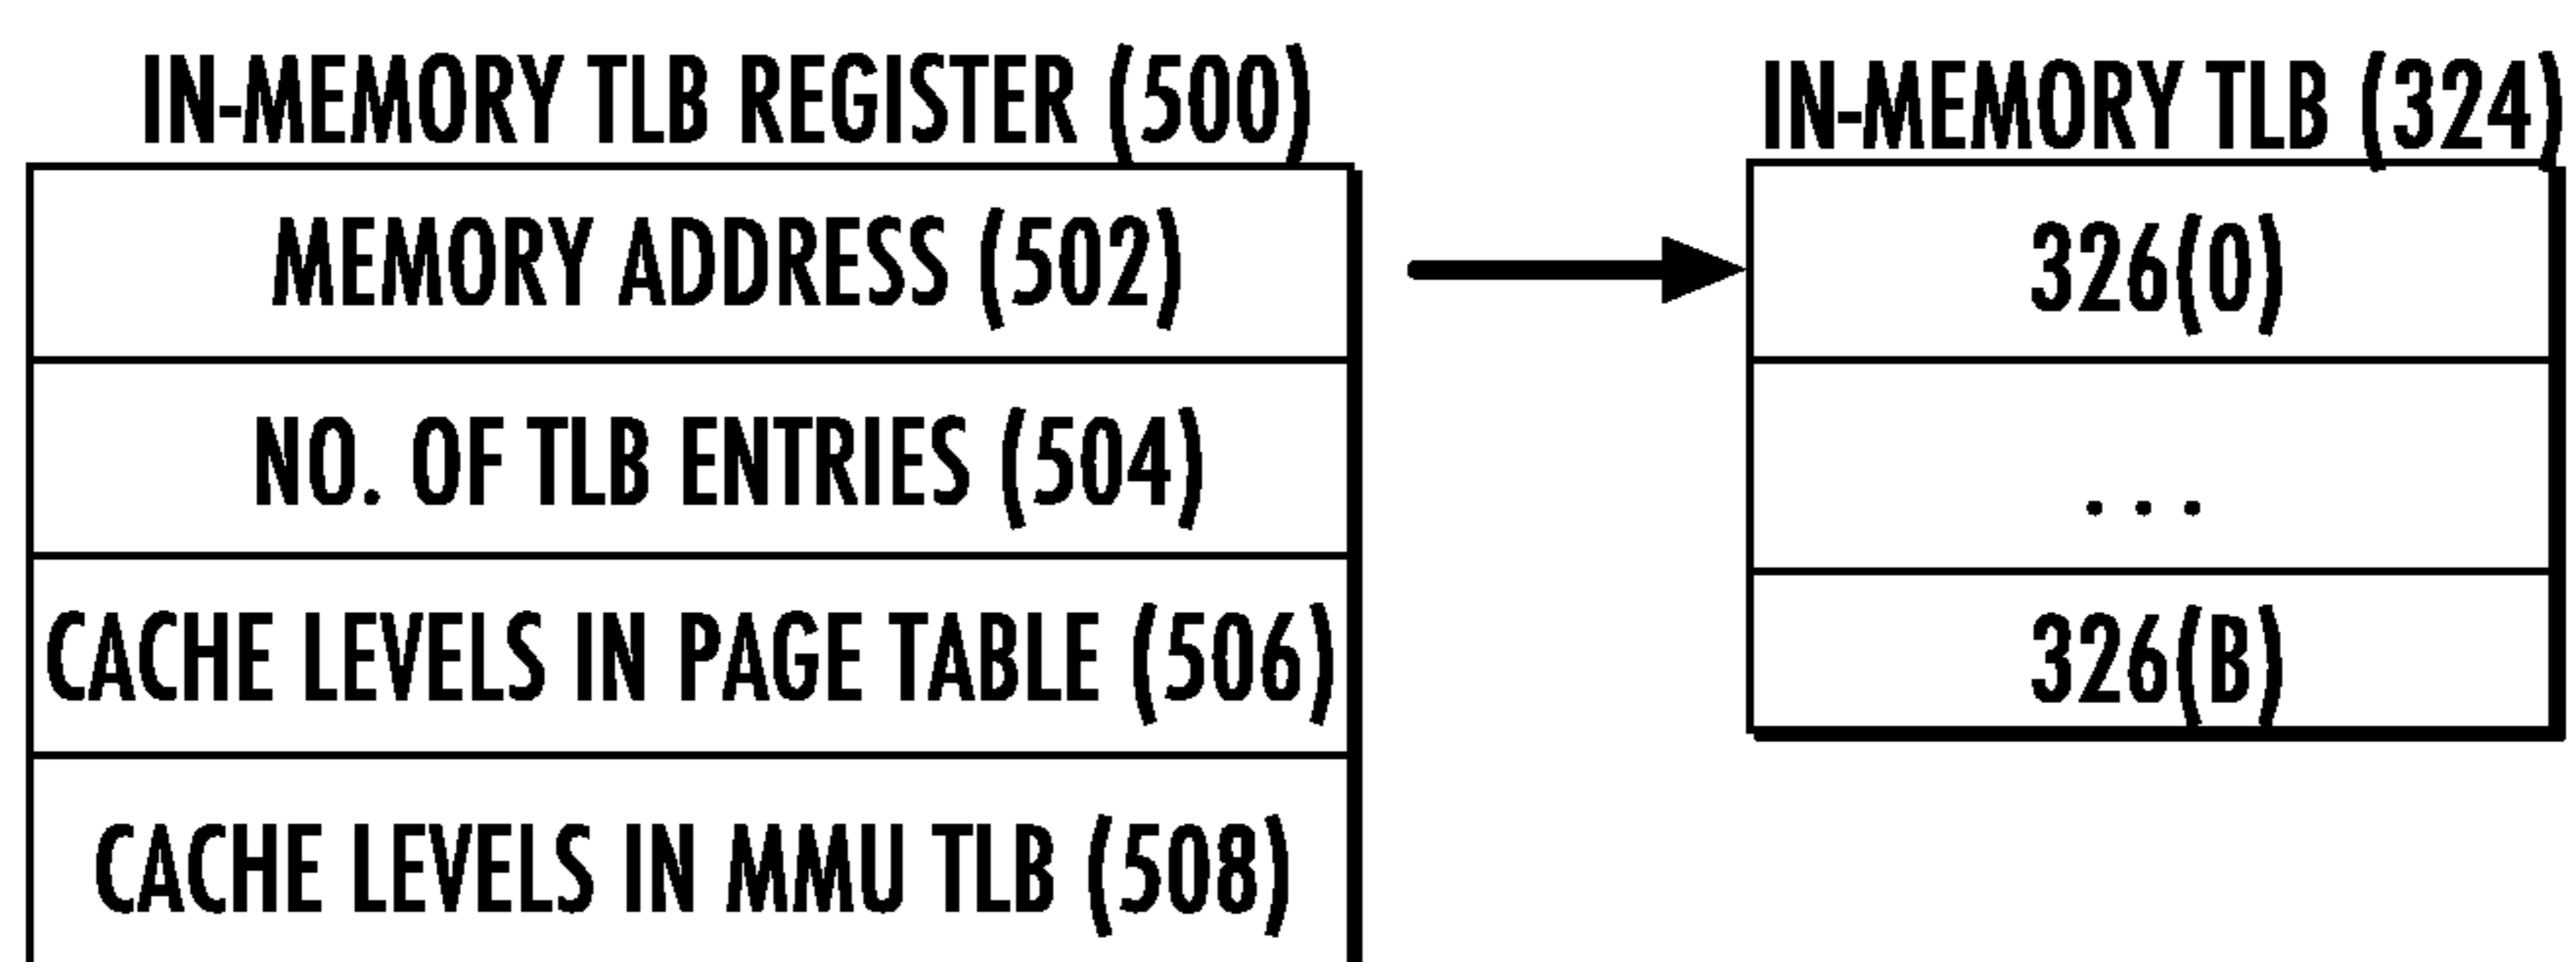 IN-MEMORY TLB REGISTER (500)
MEMORY ADDRESS (502)
NO. OF TLB ENTRIES (504)
CACHE LEVELS IN PAGE TABLE (506)
CACHE LEVELS IN MMU TLB (508)
IN-MEMORY TLB (324)
326(0)
. . .
326(B)